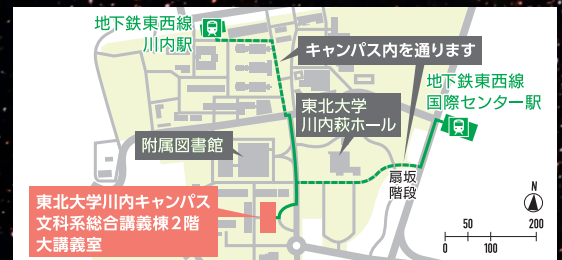 地下鉄東西線
川内駅
キャンパス内を通ります
地下鉄東西線
国際センター駅
東北大学
川内萩ホール
附属図書館
扇坂
階段
東北大学川内キャンパス
文科系総合講義棟2階
大講義室
N
0 50 100 200